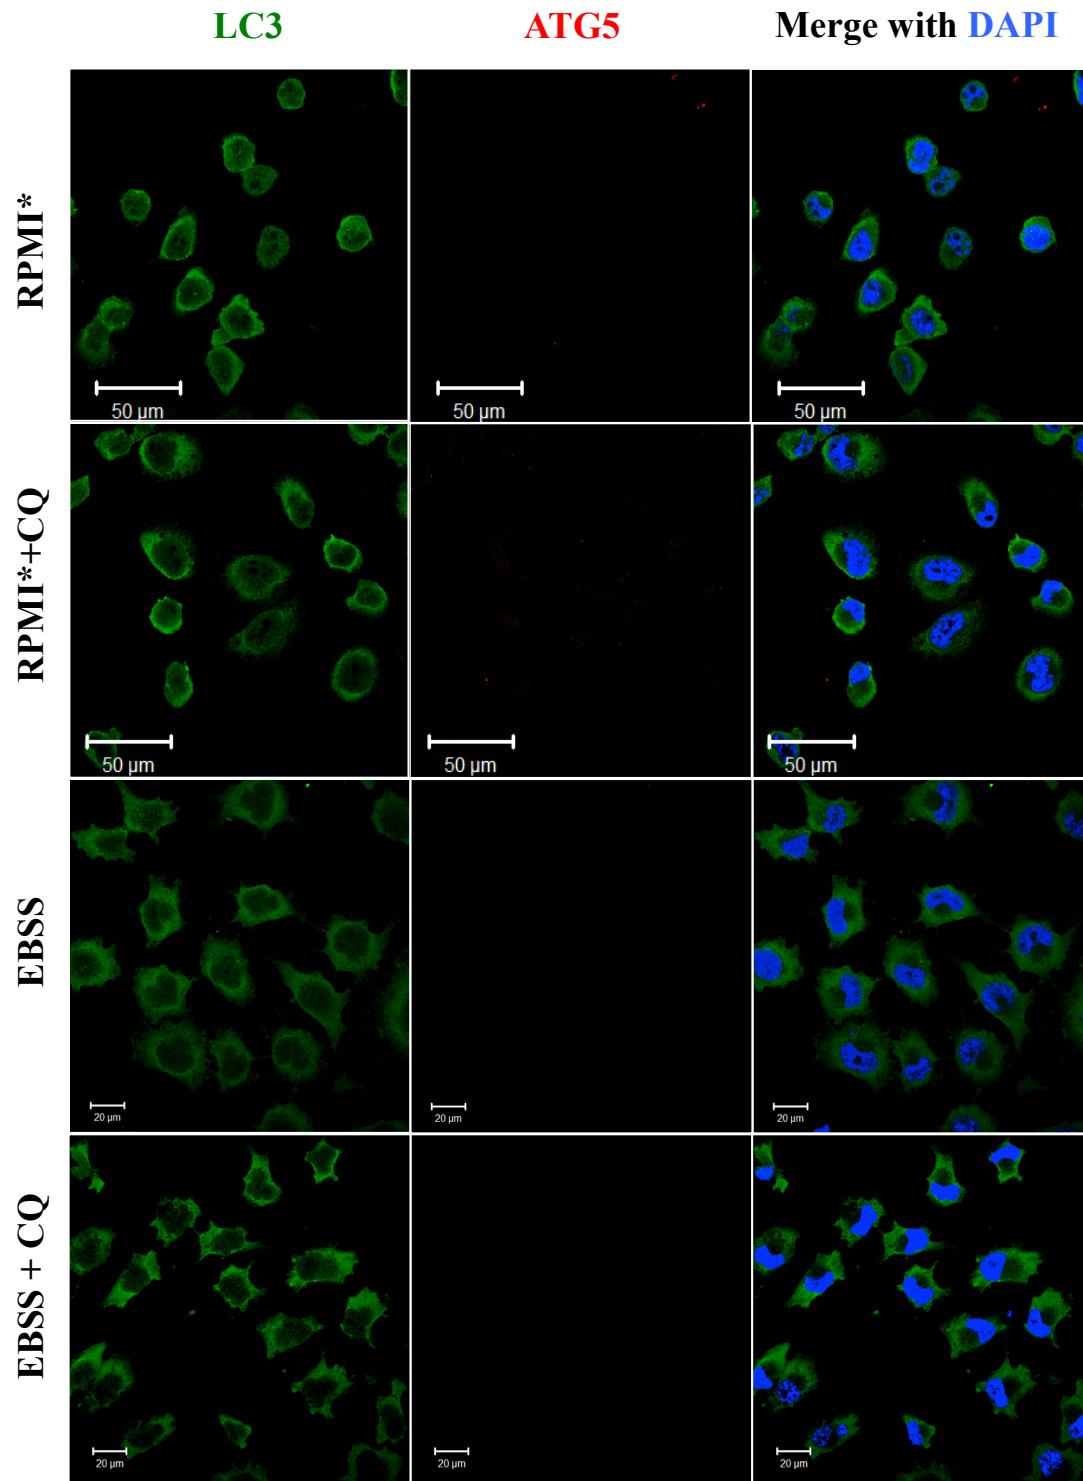 LC3 ATG5 Merge with DAPI
RPMI*
50 µm 50 µm 50 µm
RPMI*+CQ
50 µm 50 µm 50 µm
EBSS
20 µm 20 µm 20 µm
EBSS + CQ
20 µm 20 µm 20 µm